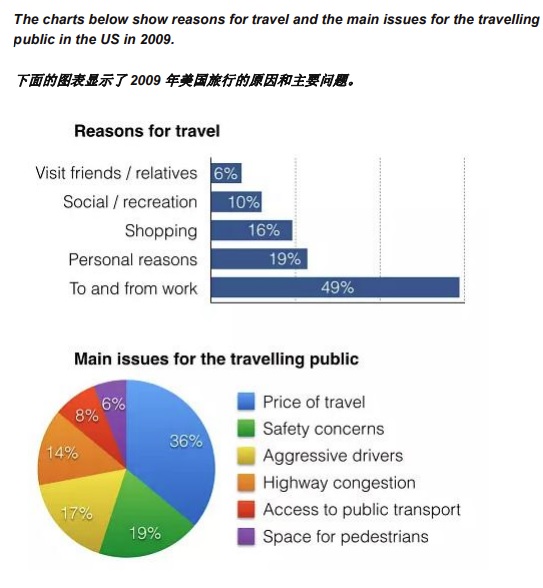 The charts below show reasons for travel and the main issues for the travelling
public in the US in 2009.
下面的图表显示了 2009 年美国旅行的原因和主要问题。
Reasons for travel
Visit friends / relatives 6%
Social / recreation 10%
Shopping 16%
Personal reasons 19%
To and from work 49%
Main issues for the travelling public
36%
19%
17%
14%
8%
6%
Price of travel
Safety concerns
Aggressive drivers
Highway congestion
Access to public transport
Space for pedestrians